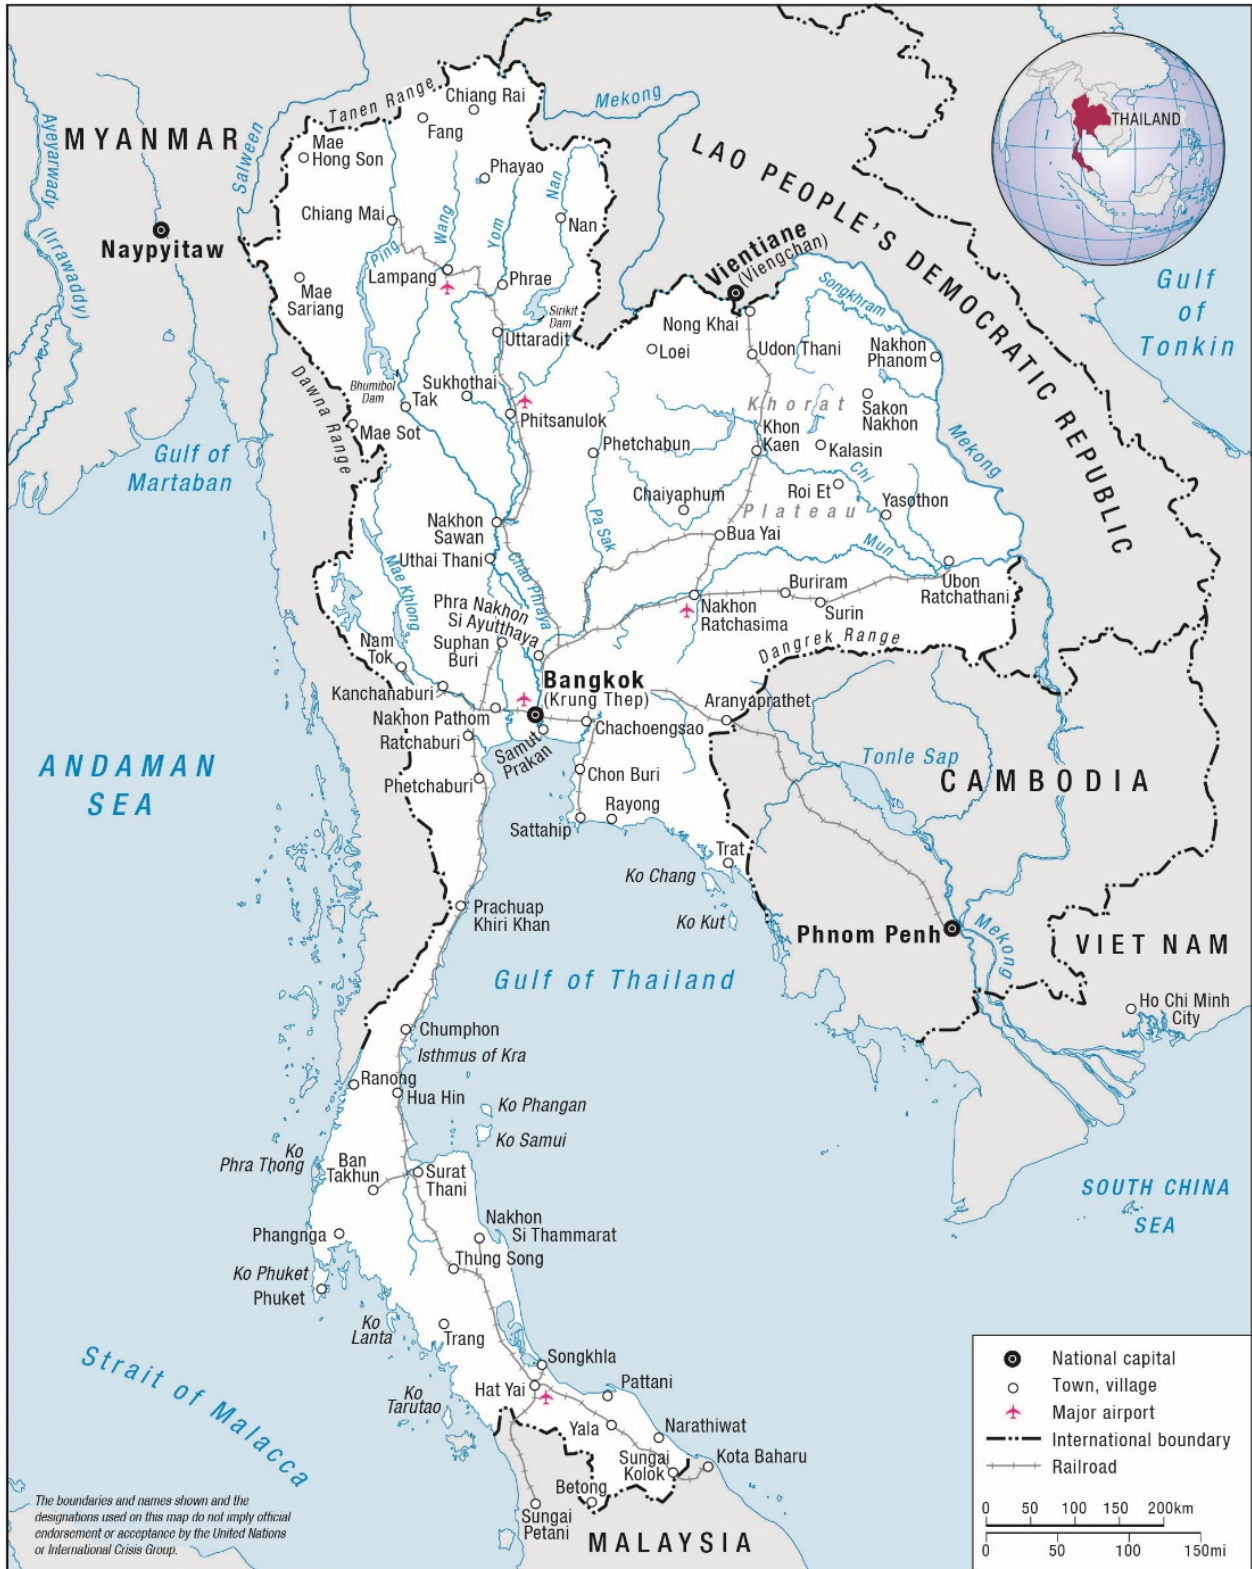 Chiang Rai
Tanen Range
Fang
Mekong
THAILAND
MYANMAR
Mae
Hong Son
Phayao
Salween
Ayeyarwady (Irrawaddy)
LAO PEOPLE'S DEMOCRATIC REPUBLIC
Chiang Mai
Wang
Yom
Nan
Nan
Naypyitaw
Ping
Lampang
Phrae
Vientiane
(Viengchan)
Mae
Sariang
Sirikit
Dam
Songkhram
Gulf
of
Tonkin
Nong Khai
Uttaradit
Loei
Udon Thani
Nakhon
Phanom
Bhumibol
Dam
Tak
Sukhothai
Phitsanulok
Khorat
Plateau
Sakon
Nakhon
Dawna Range
Mae Sot
Khon
Kaen
Kalasin
Mekong
Gulf of
Martaban
Phetchabun
Chi
Chaiyaphum
Roi Et
Yasothon
Nakhon
Sawan
Pa Sak
Bua Yai
Mun
Uthai Thani
Chao Phraya
Mae Khlong
Phra Nakhon
Si Ayutthaya
Buriram
Surin
Ubon
Ratchathani
Nakhon
Ratchasima
Nam
Tok
Suphan
Buri
Dangrek Range
Kanchanaburi
Bangkok
(Krung Thep)
Aranyaprathet
Nakhon Pathom
Chachoengsao
Ratchaburi
Samut
Prakan
ANDAMAN
SEA
Tonle Sap
CAMBODIA
Phetchaburi
Chon Buri
Rayong
Sattahip
Trat
Ko Chang
Ko Kut
Prachuap
Khiri Khan
Phnom Penh
Mekong
VIET NAM
Gulf of Thailand
Ho Chi Minh
City
Chumphon
Isthmus of Kra
Ranong
Hua Hin
Ko Phangan
Ko Samui
Ko
Phra Thong
Ban
Takhun
Surat
Thani
SOUTH CHINA
SEA
Nakhon
Si Thammarat
Phangnga
Thung Song
Ko Phuket
Phuket
Ko
Lanta
Trang
Strait of Malacca
Songkhla
Hat Yai
Pattani
Ko
Tarutao
Yala
Narathiwat
Sungai
Kolok
Kota Baharu
Betong
Sungai
Petani
MALAYSIA
National capital
Town, village
Major airport
International boundary
Railroad
0 50 100 150 200km
0 50 100 150mi
The boundaries and names shown and the
designations used on this map do not imply official
endorsement or acceptance by the United Nations
or International Crisis Group.